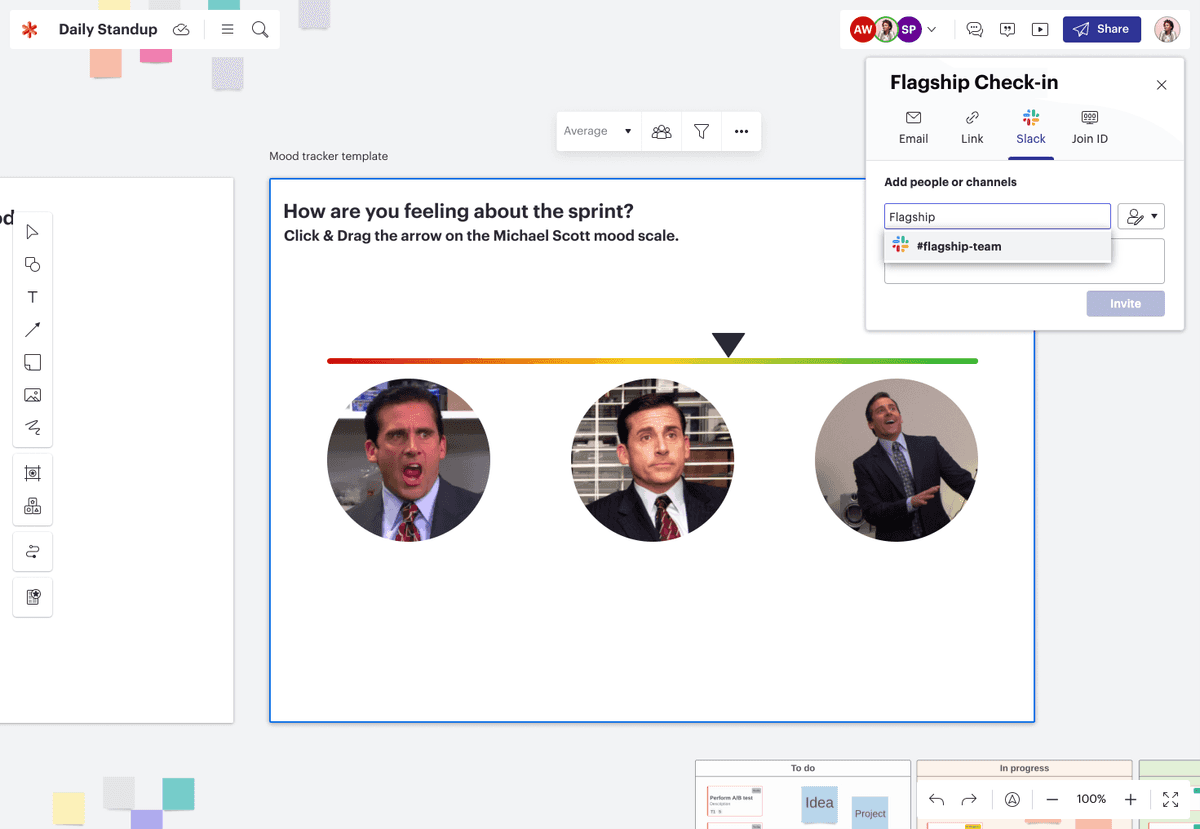 Daily Standup
AW
SP
Share
Flagship Check-in
Email
Link
Slack
Join ID
Add people or channels
Flagship
#flagship-team
Invite
Average
Mood tracker template
How are you feeling about the sprint?
Click & Drag the arrow on the Michael Scott mood scale.
od
T
To do
In progress
Perform A/B test
Idea
Project
100%